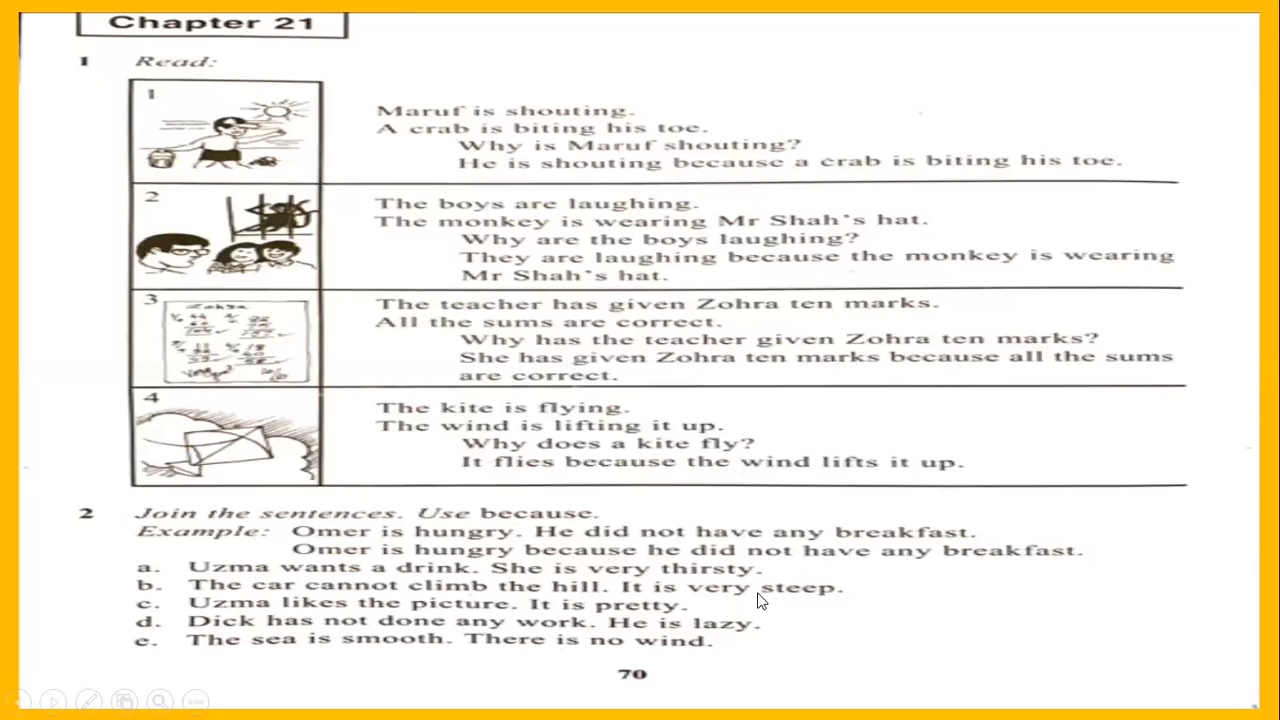 Chapter 21
1 Read:
1
Maruf is shouting.
A crab is biting his toe.
Why is Maruf shouting?
He is shouting because a crab is biting his toe.
2
The boys are laughing.
The monkey is wearing Mr Shah's hat.
Why are the boys laughing?
They are laughing because the monkey is wearing
Mr Shah's hat.
3
Zohra
The teacher has given Zohra ten marks.
All the sums are correct.
Why has the teacher given Zohra ten marks?
She has given Zohra ten marks because all the sums
are correct.
4
The kite is flying.
The wind is lifting it up.
Why does a kite fly?
It flies because the wind lifts it up.
2 Join the sentences. Use because.
Example: Omer is hungry. He did not have any breakfast.
Omer is hungry because he did not have any breakfast.
a. Uzma wants a drink. She is very thirsty.
b. The car cannot climb the hill. It is very steep.
c. Uzma likes the picture. It is pretty.
d. Dick has not done any work. He is lazy.
e. The sea is smooth. There is no wind.
70